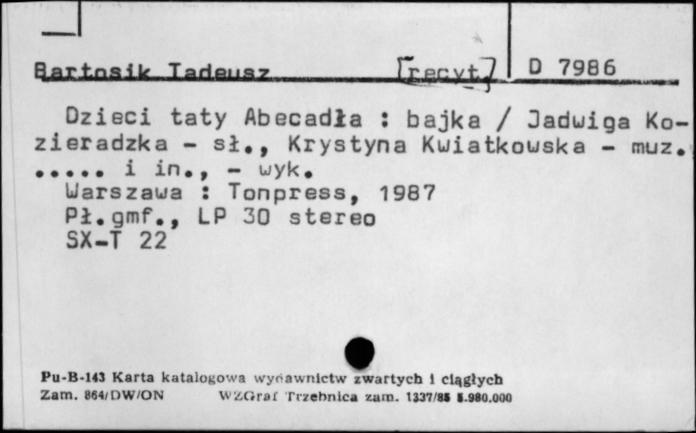 Bartosik Tadeusz [recyt] D 7986
Dzieci taty Abecadła : bajka / Jadwiga Ko-
zieradzka - sł., Krystyna Kwiatkowska - muz.
..... i in., - wyk.
Warszawa : Tonpress, 1987
Pł.gmf., LP 30 stereo
SX-T 22
Pu-B-143 Karta katalogowa wydawnictw zwartych i ciągłych
Zam. 864/DW/ON WZGraf Trzebnica zam. 1337/85 5.980.000